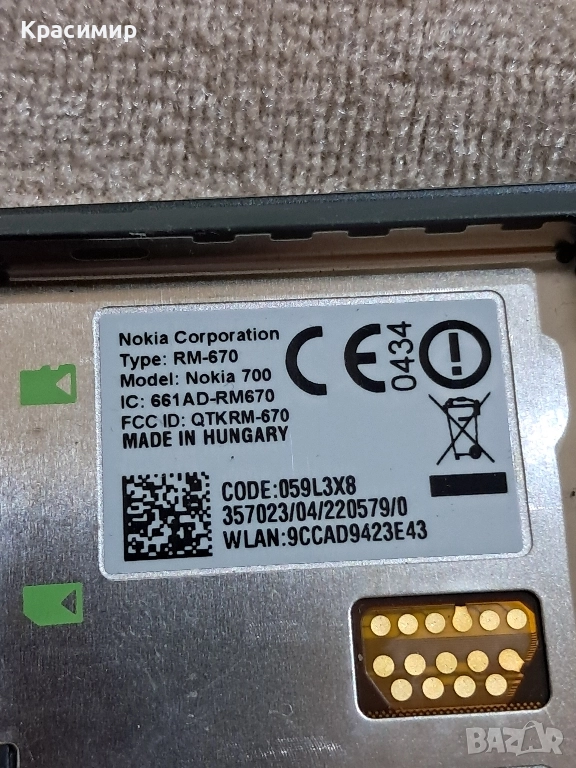 Красимир
Nokia Corporation
Type: RM-670
Model: Nokia 700
IC: 661AD-RM670
FCC ID: QTKRM-670
MADE IN HUNGARY
CE 0434
CODE:059L3X8
357023/04/220579/0
WLAN:9CCAD9423E43
BAZAR